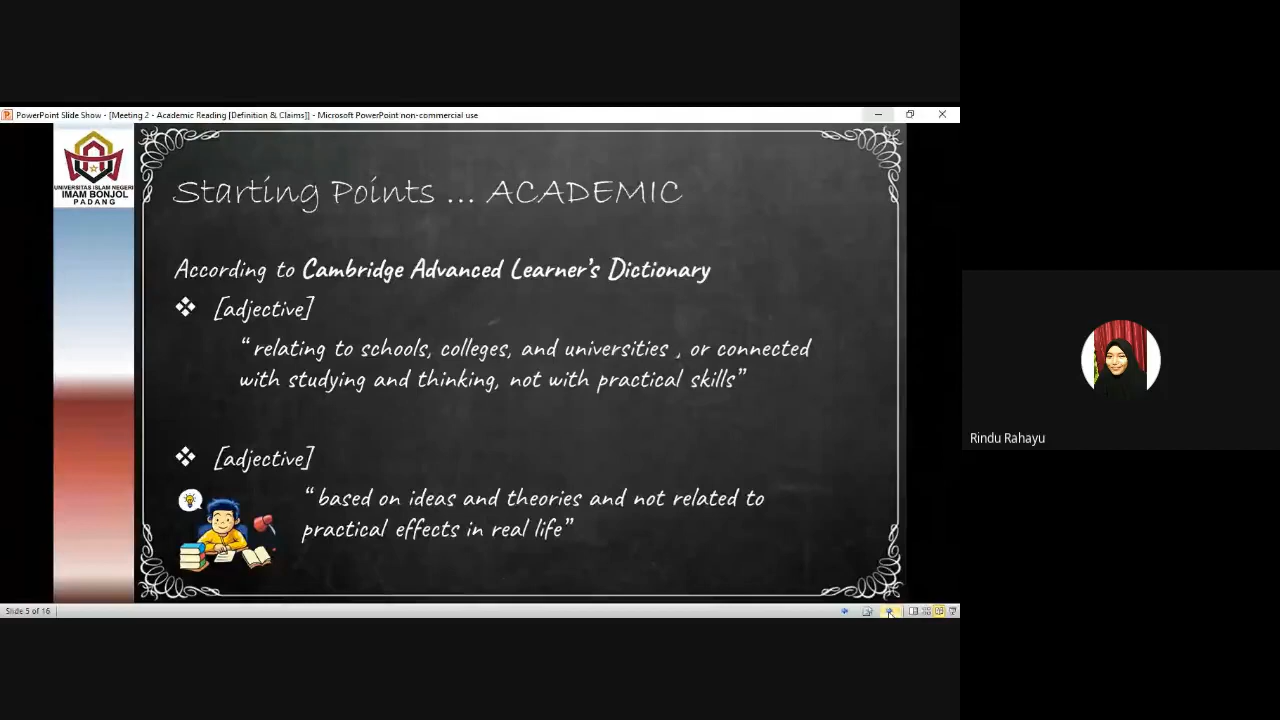 PowerPoint Slide Show - [Meeting 2 - Academic Reading [Definition & Claims]] - Microsoft PowerPoint non-commercial use
UNIVERSITAS ISLAM NEGERI
IMAM BONJOL
PADANG
Starting Points ... ACADEMIC
According to Cambridge Advanced Learner's Dictionary
❖ [adjective]
“ relating to schools, colleges, and universities , or connected
with studying and thinking, not with practical skills”
❖ [adjective]
“ based on ideas and theories and not related to
practical effects in real life”
Slide 5 of 16
Rindu Rahayu